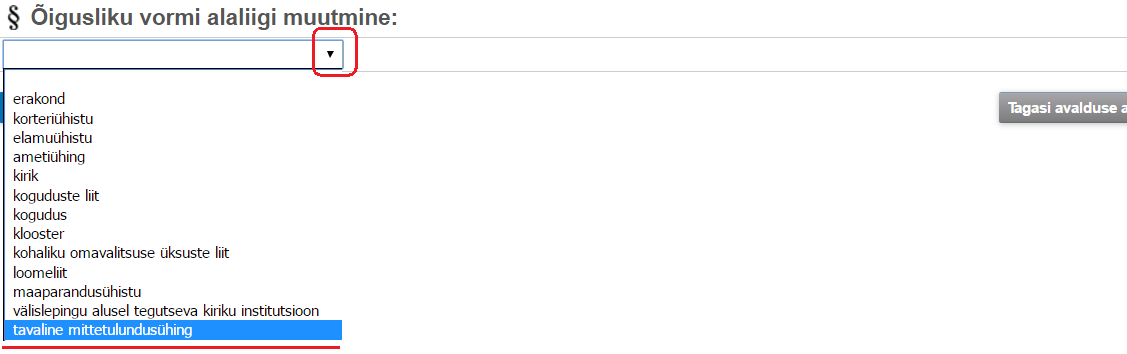 § Õigusliku vormi alaliigi muutmine:
erakond
Tagasi avalduse a
korteriühistu
elamuühistu
ametiühing
kirik
koguduste liit
kogudus
klooster
kohaliku omavalitsuse üksuste liit
loomeliit
maaparandusühistu
välislepingu alusel tegutseva kiriku institutsioon
tavaline mittetulundusühing